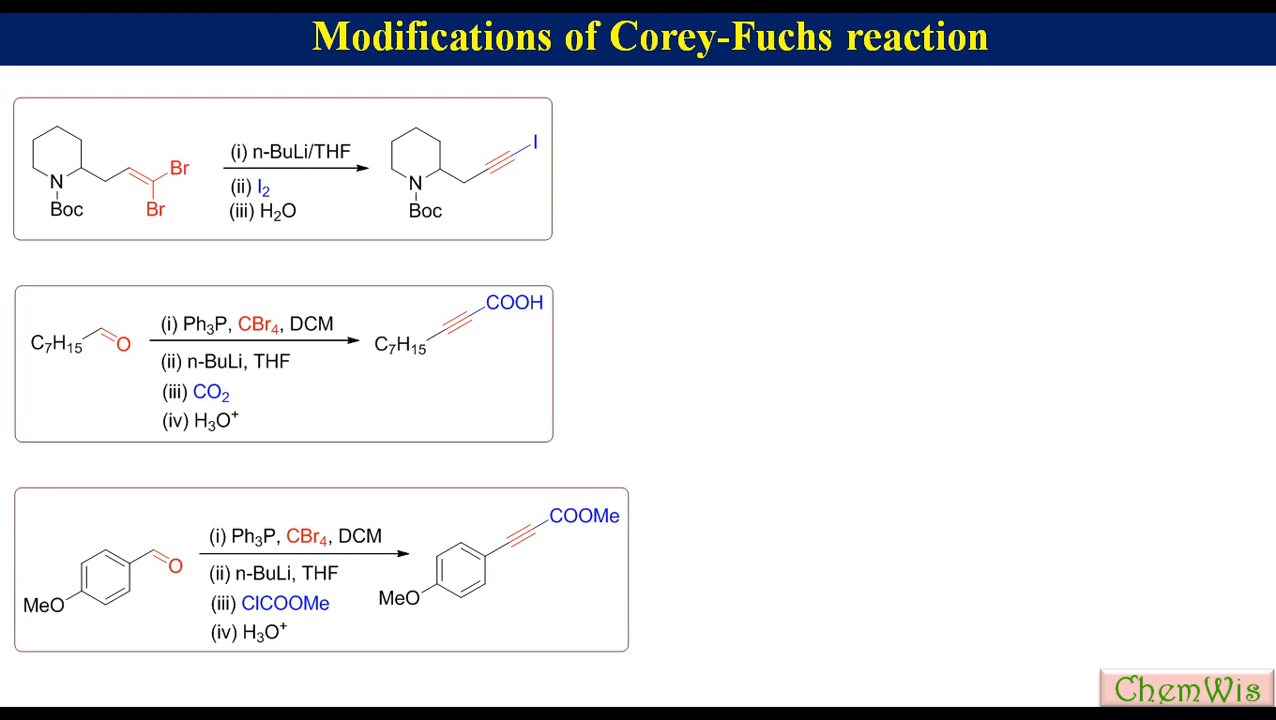 Modifications of Corey-Fuchs reaction
N
Boc
Br
Br
(i) n-BuLi/THF
(ii) I₂
(iii) H₂O
N
Boc
I
C₇H₁₅
O
(i) Ph₃P, CBr₄, DCM
(ii) n-BuLi, THF
(iii) CO₂
(iv) H₃O⁺
C₇H₁₅
COOH
MeO
O
(i) Ph₃P, CBr₄, DCM
(ii) n-BuLi, THF
(iii) ClCOOMe
(iv) H₃O⁺
MeO
COOMe
ChemWis